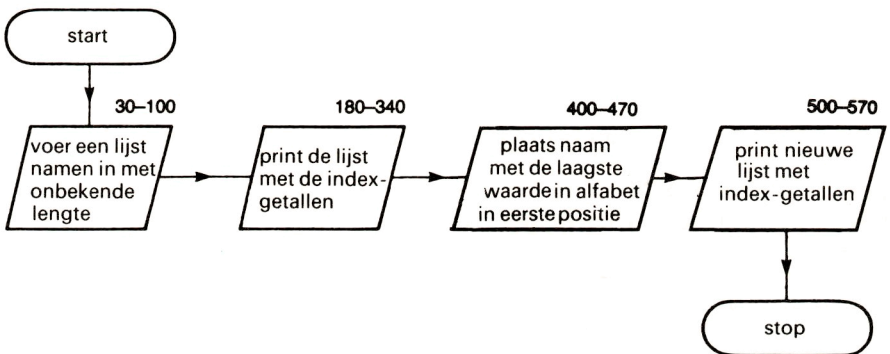 start
30–100
voer een lijst
namen in met
onbekende
lengte
180–340
print de lijst
met de index-
getallen
400–470
plaats naam
met de laagste
waarde in alfabet
in eerste positie
500–570
print nieuwe
lijst met
index-getallen
stop